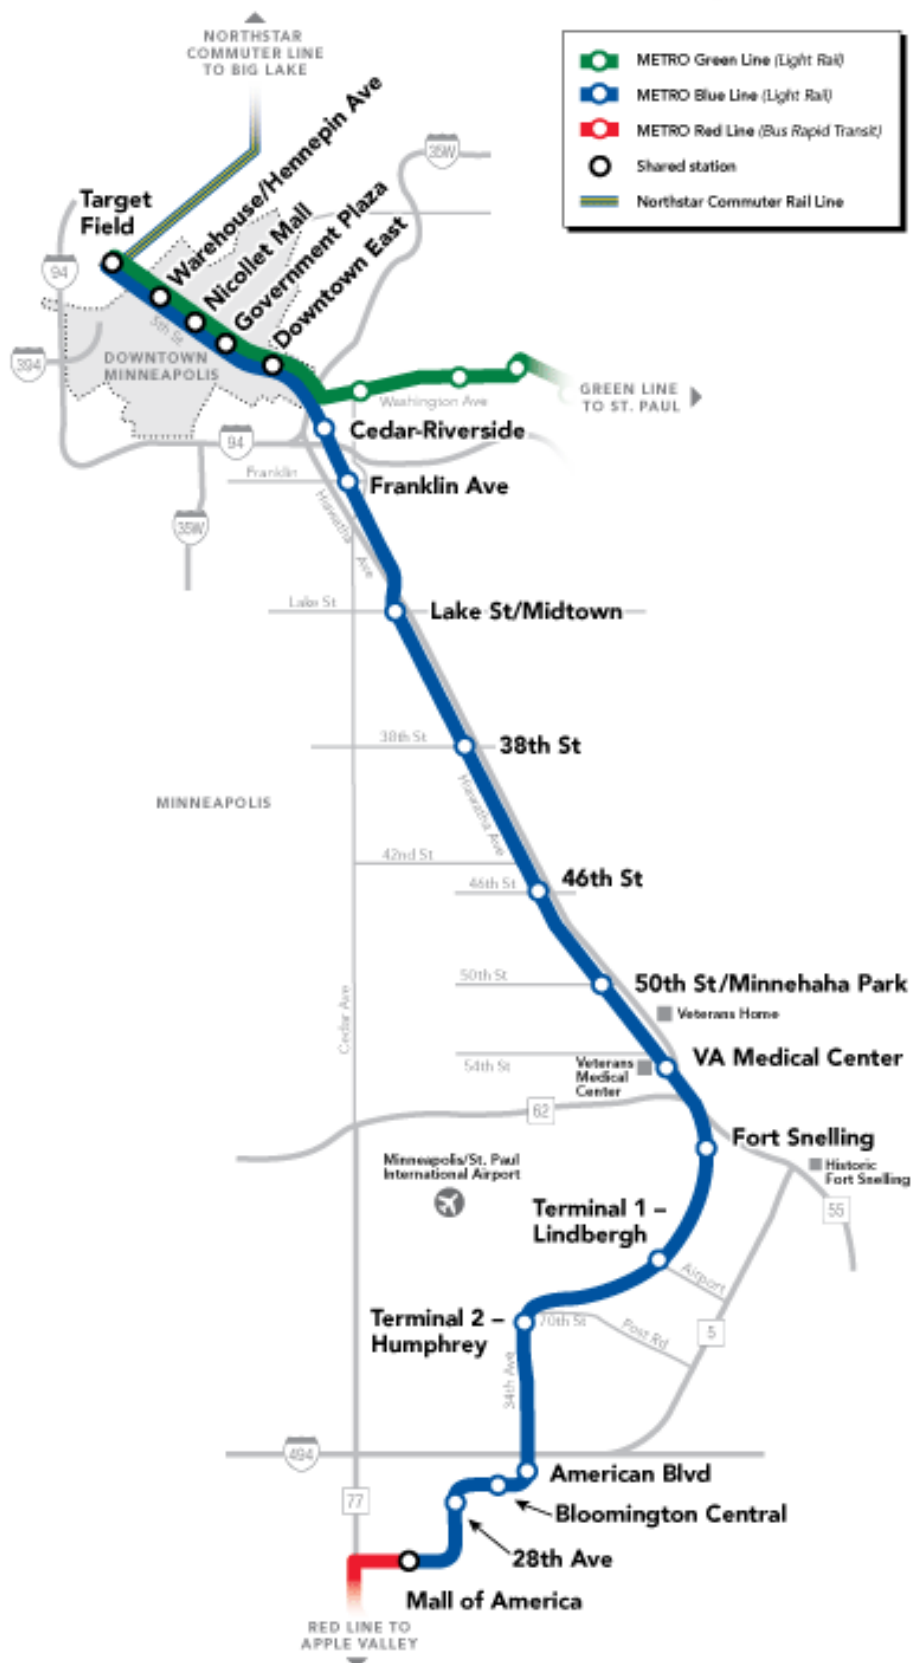 NORTHSTAR
COMMUTER LINE
TO BIG LAKE
METRO Green Line (Light Rail)
METRO Blue Line (Light Rail)
METRO Red Line (Bus Rapid Transit)
Shared station
Northstar Commuter Rail Line
35W
Target
Field
Warehouse/Hennepin Ave
Nicollet Mall
Government Plaza
Downtown East
94
394
5th St
DOWNTOWN
MINNEAPOLIS
GREEN LINE
TO ST. PAUL
Washington Ave
Cedar-Riverside
94
Franklin
Franklin Ave
35W
Hiawatha Ave
Lake St
Lake St/Midtown
38th St
38th St
MINNEAPOLIS
Hiawatha Ave
42nd St
46th St
46th St
50th St
50th St/Minnehaha Park
Cedar Ave
Veterans Home
54th St
Veterans
Medical
Center
VA Medical Center
62
Fort Snelling
Minneapolis/St. Paul
International Airport
Historic
Fort Snelling
55
Terminal 1 –
Lindbergh
Airport
Terminal 2 –
Humphrey
70th St
Post Rd
5
34th Ave
494
American Blvd
77
Bloomington Central
28th Ave
Mall of America
RED LINE TO
APPLE VALLEY